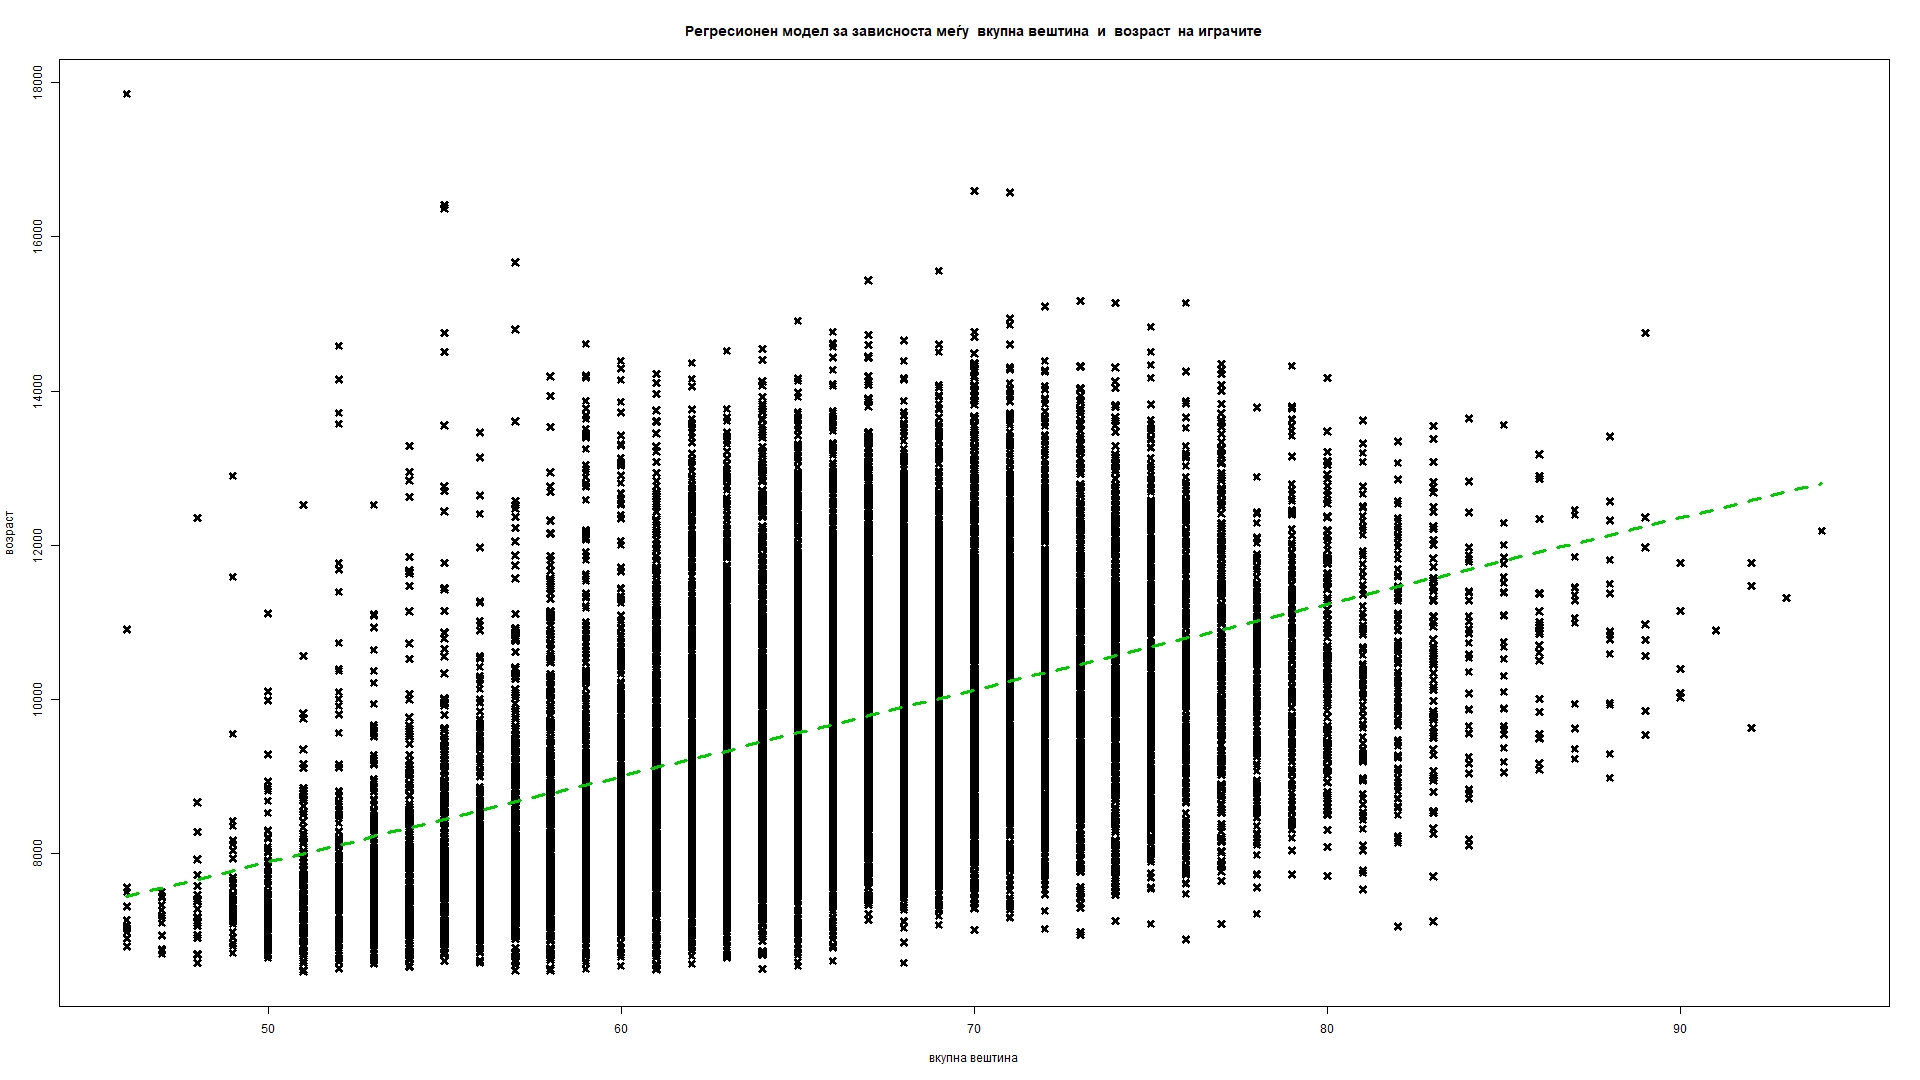 Регресионен модел за зависноста меѓу вкупна вештина и возраст на играчите
18000
16000
14000
12000
10000
8000
возраст
50 60 70 80 90
вкупна вештина